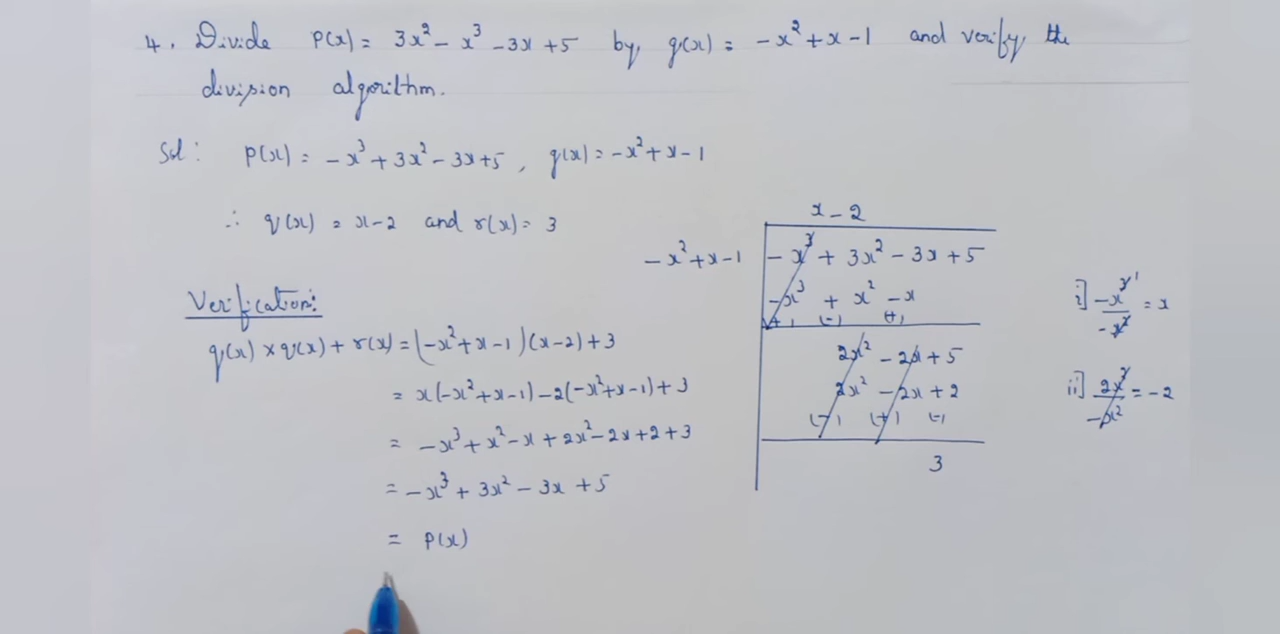 4. Divide p(x) = 3x² - x³ - 3x + 5 by g(x) = -x² + x - 1 and verify the
division algorithm.
Sol: p(x) = -x³ + 3x² - 3x + 5, g(x) = -x² + x - 1
∴ q(x) = x - 2 and r(x) = 3
Verification:
g(x) × q(x) + r(x) = (-x² + x - 1)(x - 2) + 3
= x(-x² + x - 1) - 2(-x² + x - 1) + 3
= -x³ + x² - x + 2x² - 2x + 2 + 3
= -x³ + 3x² - 3x + 5
= p(x)
x - 2
-x² + x - 1 | -x³ + 3x² - 3x + 5
-x³ + x² - x
(+) (-) (+)
2x² - 2x + 5
2x² - 2x + 2
(-) (+) (-)
3
i] -x³/-x² = x
ii] 2x²/-x² = -2